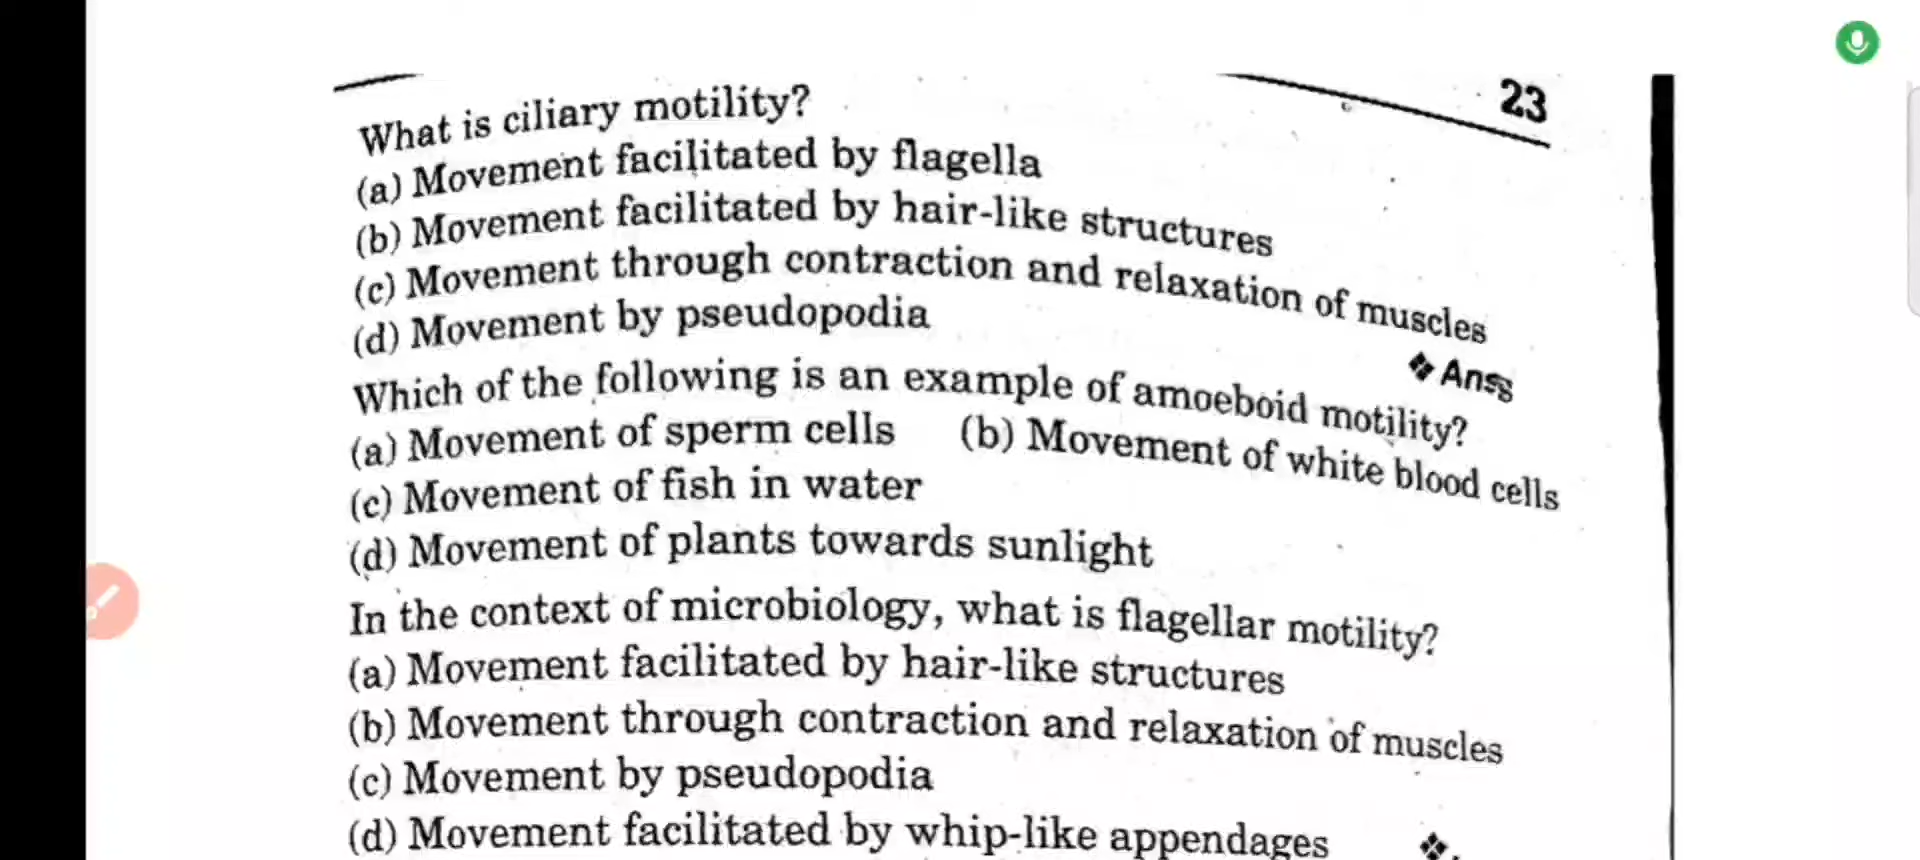 23
What is ciliary motility?
(a) Movement facilitated by flagella
(b) Movement facilitated by hair-like structures
(c) Movement through contraction and relaxation of muscles
(d) Movement by pseudopodia
❖ Ans
Which of the following is an example of amoeboid motility?
(a) Movement of sperm cells (b) Movement of white blood cells
(c) Movement of fish in water
(d) Movement of plants towards sunlight
In the context of microbiology, what is flagellar motility?
(a) Movement facilitated by hair-like structures
(b) Movement through contraction and relaxation of muscles
(c) Movement by pseudopodia
(d) Movement facilitated by whip-like appendages